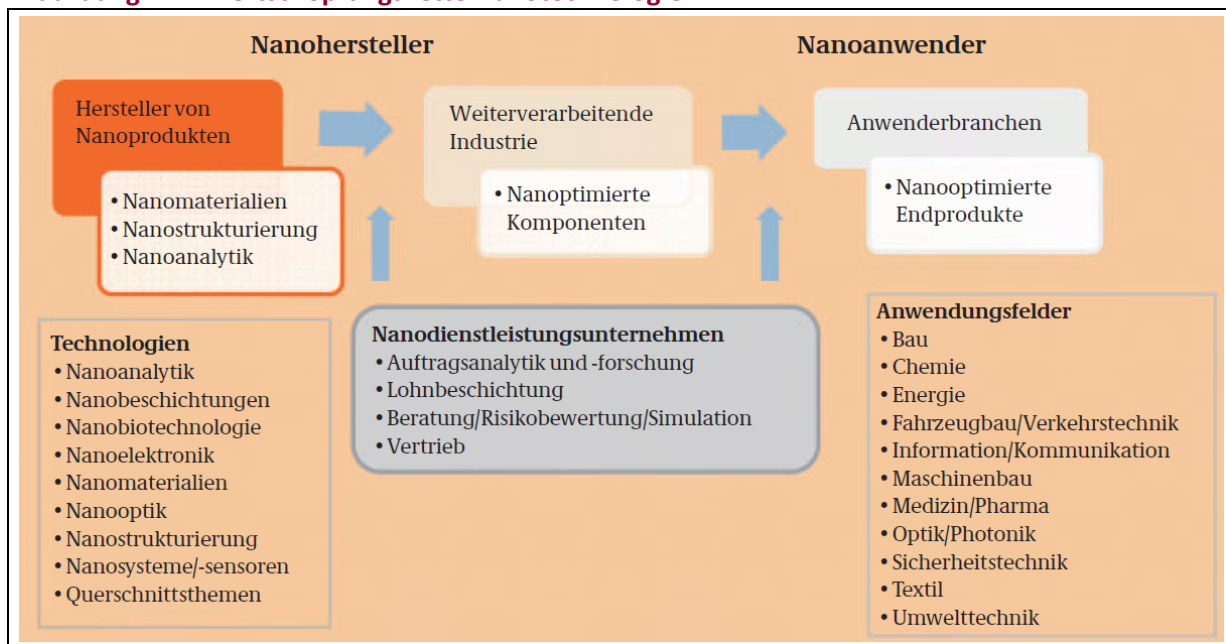 Nanohersteller
Nanoanwender
Hersteller von
Nanoprodukten
• Nanomaterialien
• Nanostrukturierung
• Nanoanalytik
Weiterverarbeitende
Industrie
• Nanoptimierte
Komponenten
Anwenderbranchen
• Nanooptimierte
Endprodukte
Technologien
• Nanoanalytik
• Nanobeschichtungen
• Nanobiotechnologie
• Nanoelektronik
• Nanomaterialien
• Nanooptik
• Nanostrukturierung
• Nanosysteme/-sensoren
• Querschnittsthemen
Nanodienstleistungsunternehmen
• Auftragsanalytik und -forschung
• Lohnbeschichtung
• Beratung/Risikobewertung/Simulation
• Vertrieb
Anwendungsfelder
• Bau
• Chemie
• Energie
• Fahrzeugbau/Verkehrstechnik
• Information/Kommunikation
• Maschinenbau
• Medizin/Pharma
• Optik/Photonik
• Sicherheitstechnik
• Textil
• Umwelttechnik